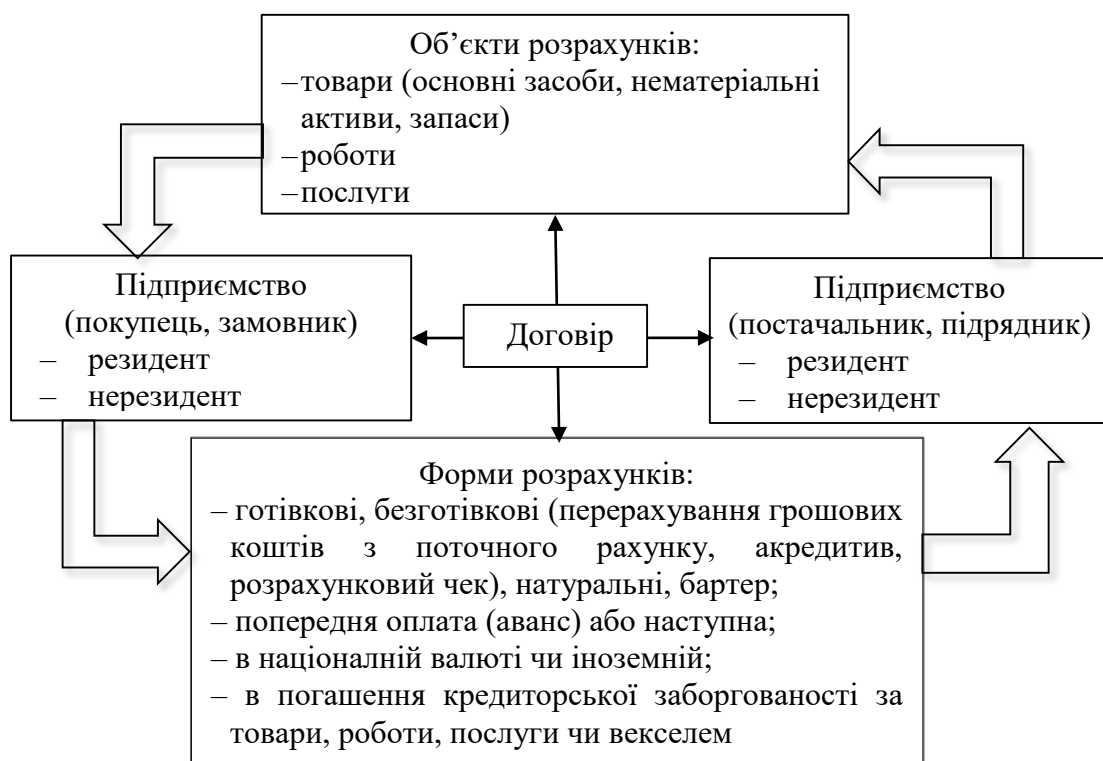 Об’єкти розрахунків:
– товари (основні засоби, нематеріальні
активи, запаси)
– роботи
– послуги
Підприємство
(покупець, замовник)
– резидент
– нерезидент
Договір
Підприємство
(постачальник, підрядник)
– резидент
– нерезидент
Форми розрахунків:
– готівкові, безготівкові (перерахування грошових
коштів з поточного рахунку, акредитив,
розрахунковий чек), натуральні, бартер;
– попередня оплата (аванс) або наступна;
– в націоналній валюті чи іноземній;
– в погашення кредиторської заборгованості за
товари, роботи, послуги чи векселем